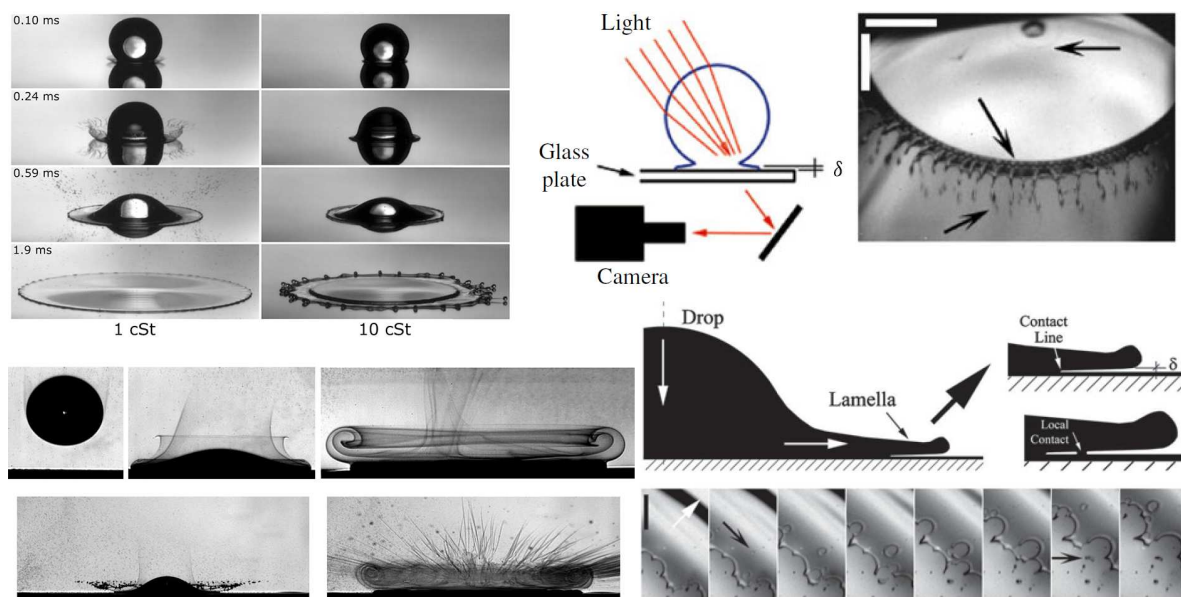 0.10 ms
0.24 ms
0.59 ms
1.9 ms
1 cSt
10 cSt
Light
Glass
plate
δ
Camera
Drop
Lamella
Contact
Line
δ
Local
Contact